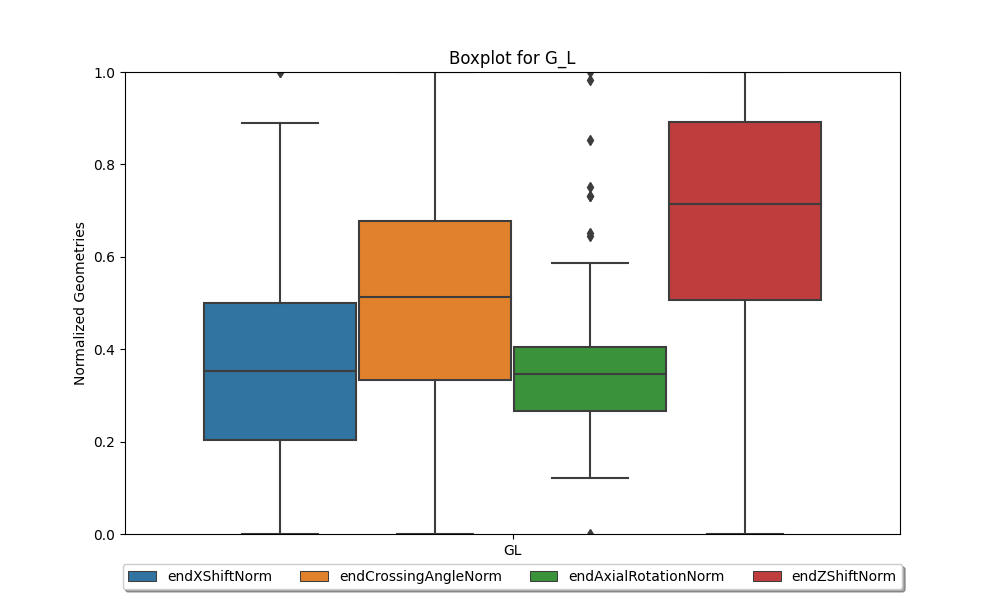 Boxplot for G_L
1.0
0.8
0.6
0.4
0.2
0.0
Normalized Geometries
GL
endXShiftNorm endCrossingAngleNorm endAxialRotationNorm endZShiftNorm